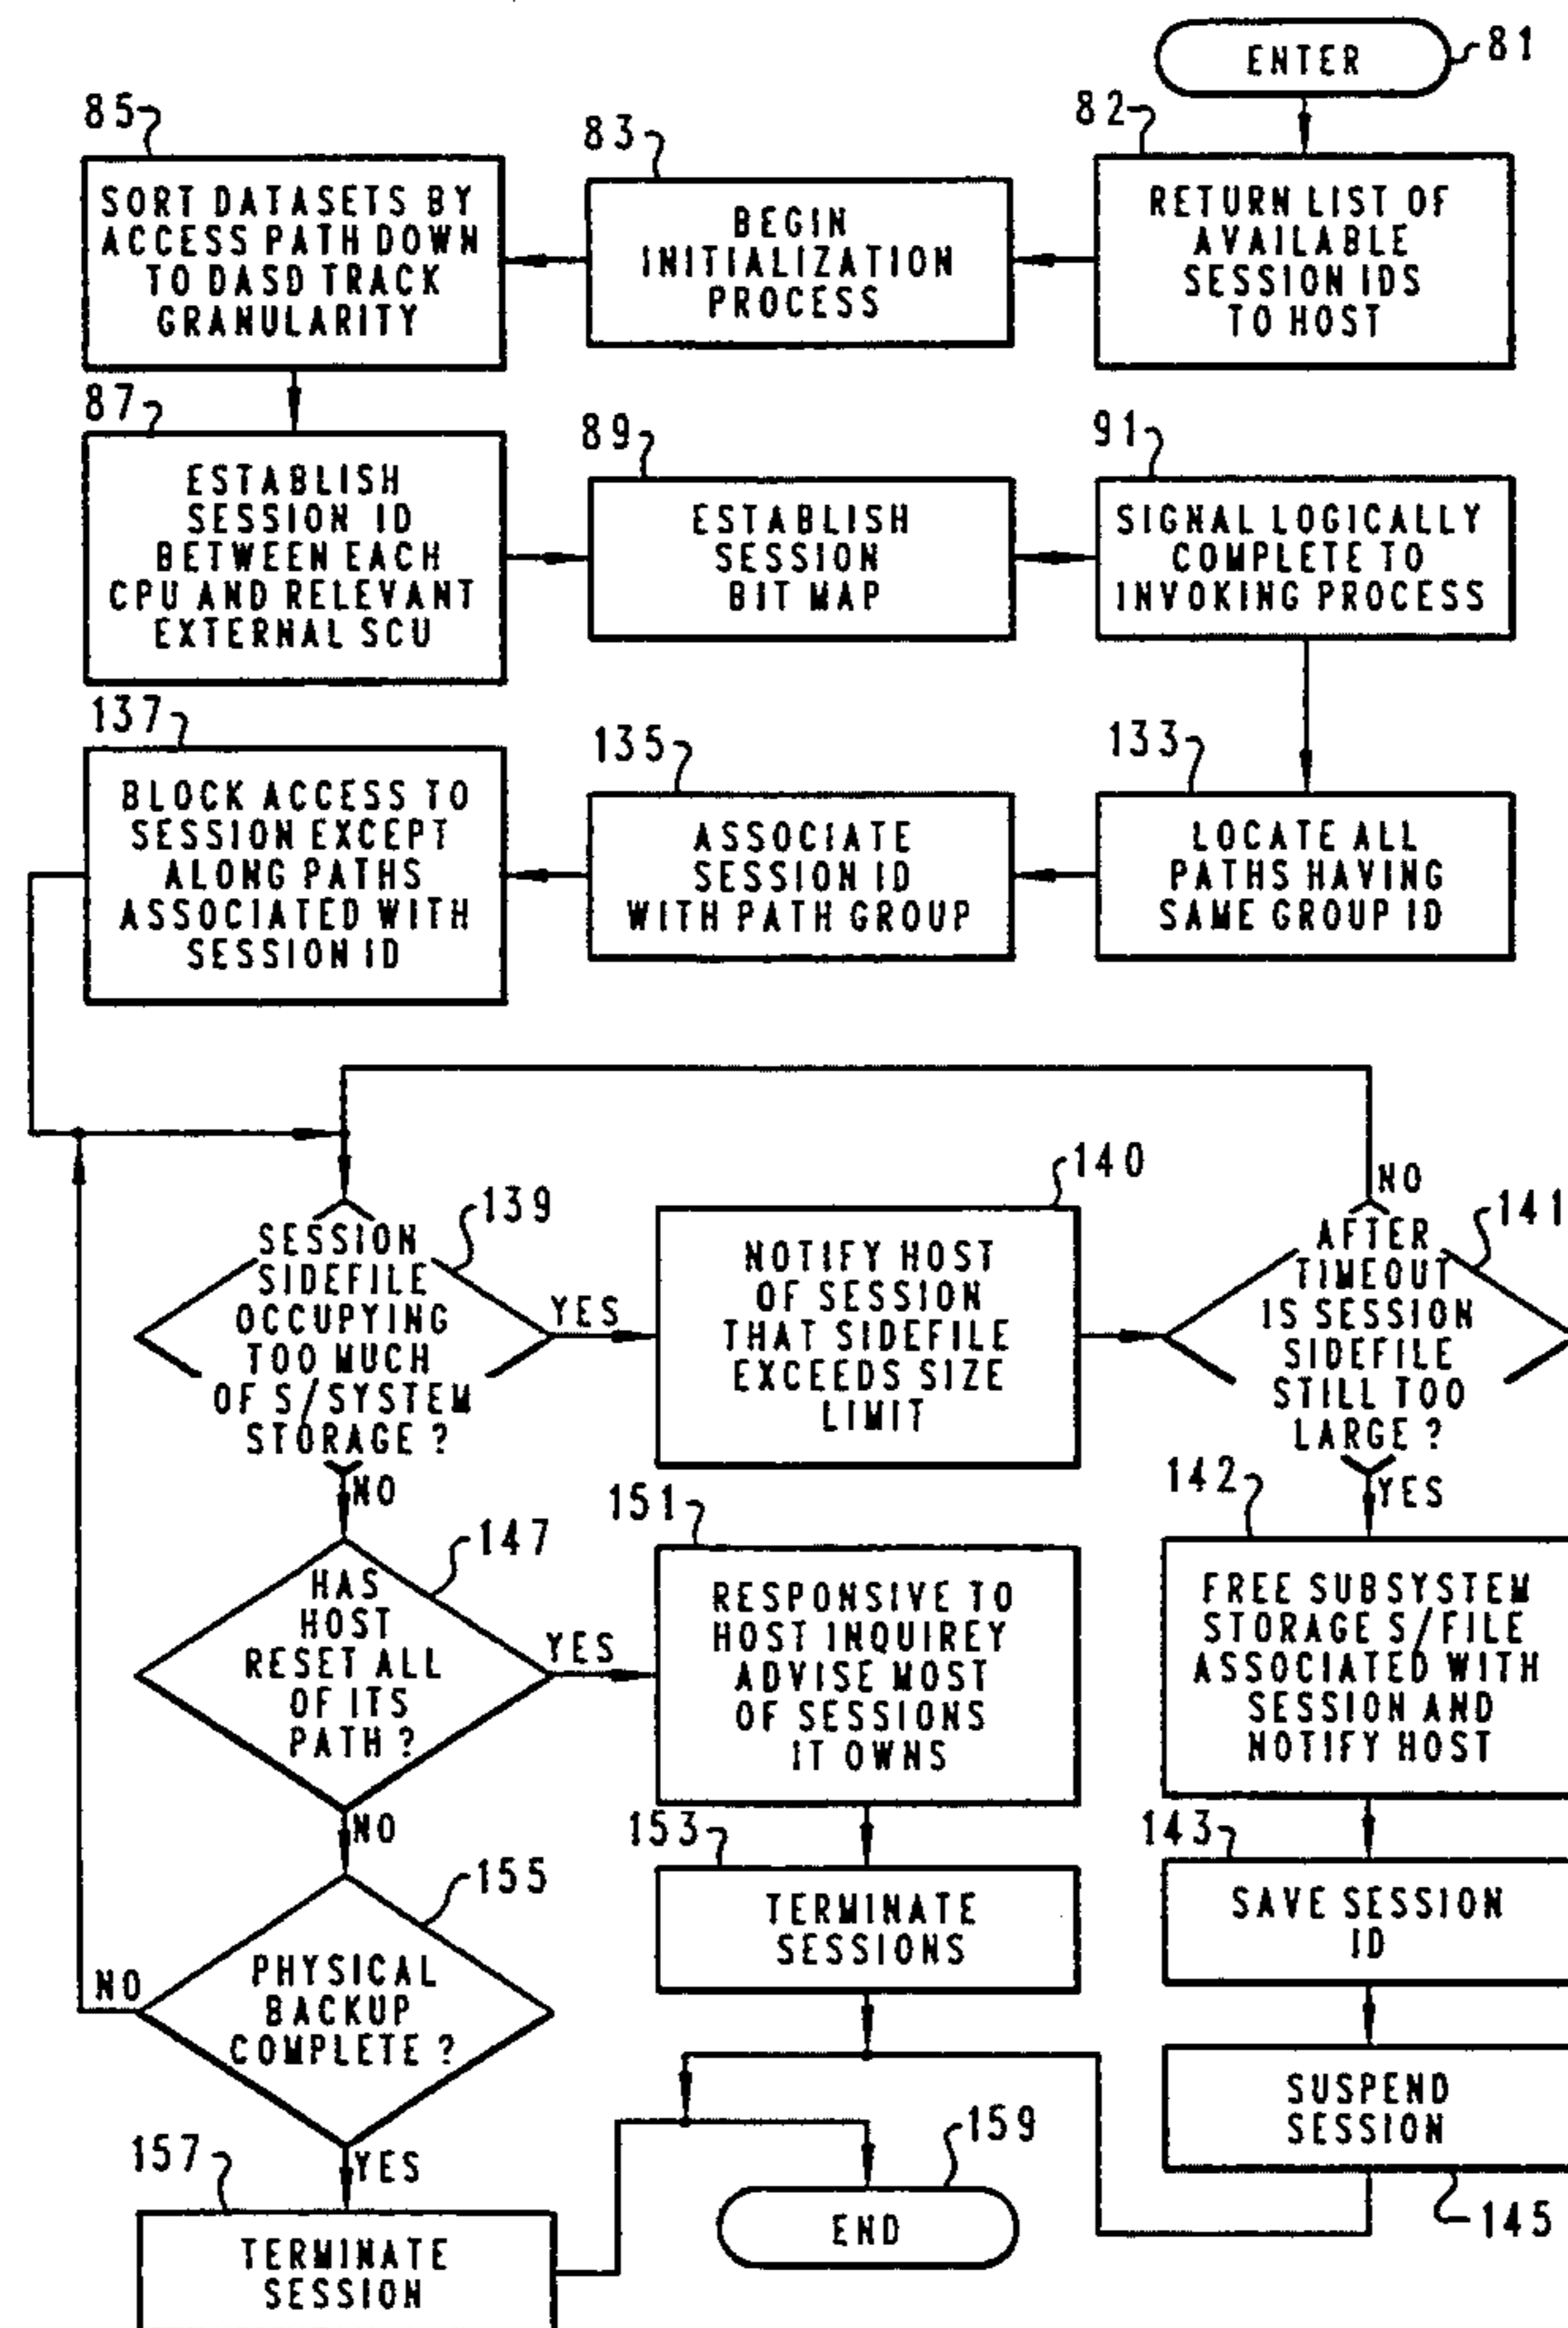 ENTER
81
82
RETURN LIST OF
AVAILABLE
SESSION IDS
TO HOST
83
BEGIN
INITIALIZATION
PROCESS
85
SORT DATASETS BY
ACCESS PATH DOWN
TO DASD TRACK
GRANULARITY
87
ESTABLISH
SESSION ID
BETWEEN EACH
CPU AND RELEVANT
EXTERNAL SCU
89
ESTABLISH
SESSION
BIT MAP
91
SIGNAL LOGICALLY
COMPLETE TO
INVOKING PROCESS
133
LOCATE ALL
PATHS HAVING
SAME GROUP ID
135
ASSOCIATE
SESSION ID
WITH PATH GROUP
137
BLOCK ACCESS TO
SESSION EXCEPT
ALONG PATHS
ASSOCIATED WITH
SESSION ID
139
SESSION
SIDEFILE
OCCUPYING
TOO MUCH
OF S/SYSTEM
STORAGE ?
YES
NO
140
NOTIFY HOST
OF SESSION
THAT SIDEFILE
EXCEEDS SIZE
LIMIT
141
AFTER
TIMEOUT
IS SESSION
SIDEFILE
STILL TOO
LARGE ?
NO
YES
142
FREE SUBSYSTEM
STORAGE S/FILE
ASSOCIATED WITH
SESSION AND
NOTIFY HOST
143
SAVE SESSION
ID
SUSPEND
SESSION
145
147
HAS
HOST
RESET ALL
OF ITS
PATH ?
YES
NO
151
RESPONSIVE TO
HOST INQUIREY
ADVISE MOST
OF SESSIONS
IT OWNS
153
TERMINATE
SESSIONS
155
PHYSICAL
BACKUP
COMPLETE ?
NO
YES
157
TERMINATE
SESSION
159
END